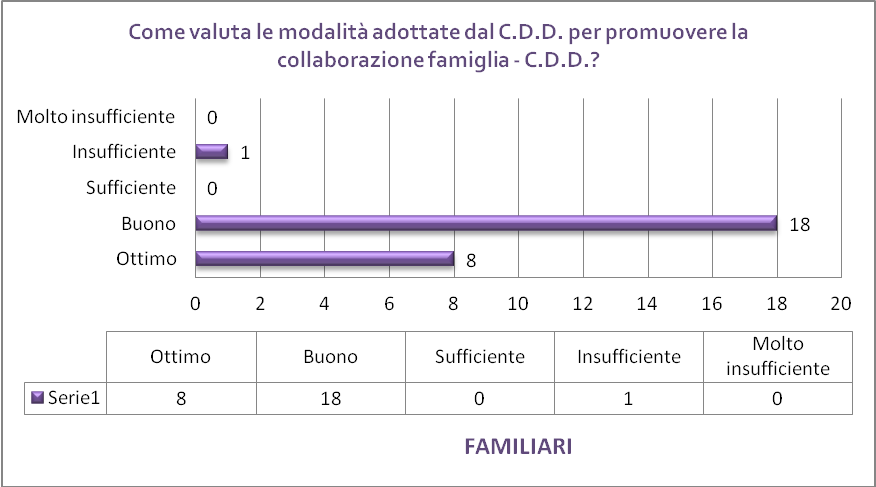 Come valuta le modalità adottate dal C.D.D. per promuovere la
collaborazione famiglia - C.D.D.?
Molto insufficiente 0
Insufficiente 1
Sufficiente 0
Buono 18
Ottimo 8
0 2 4 6 8 10 12 14 16 18 20
Ottimo Buono Sufficiente Insufficiente Molto
insufficiente
Serie1 8 18 0 1 0
FAMILIARI